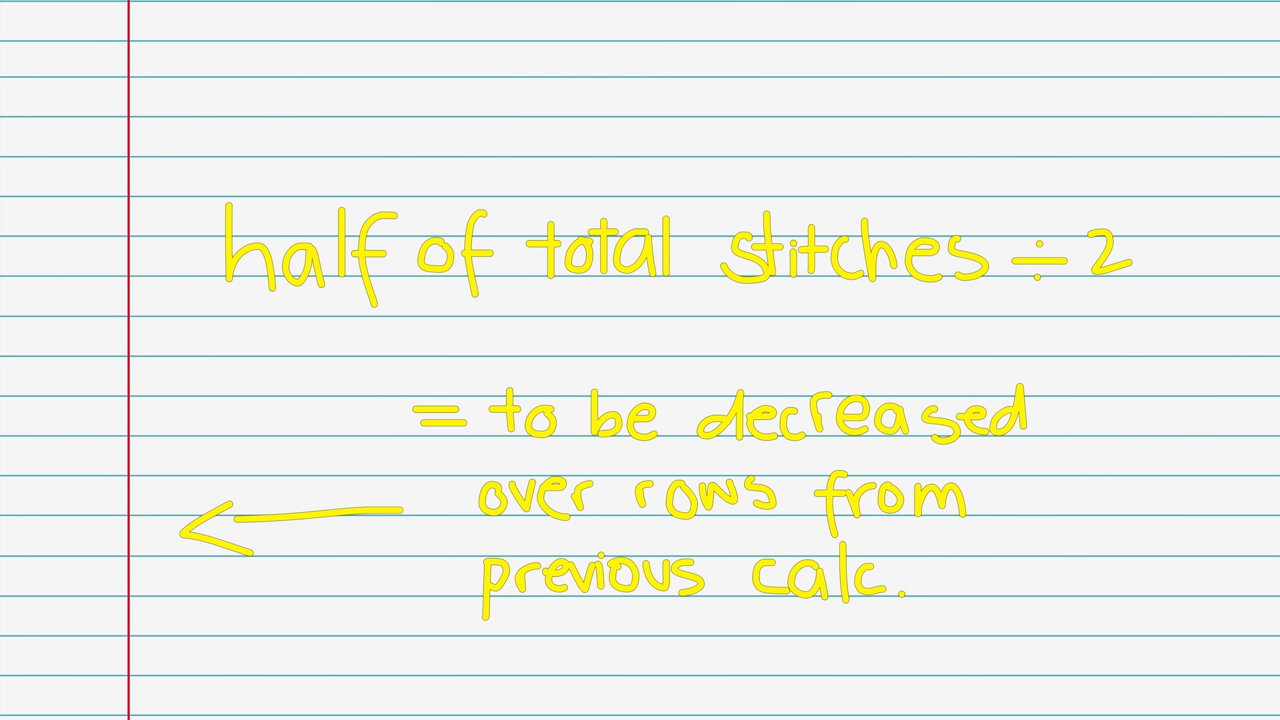 half of total stitches ÷ 2
= to be decreased
over rows from
previous calc.